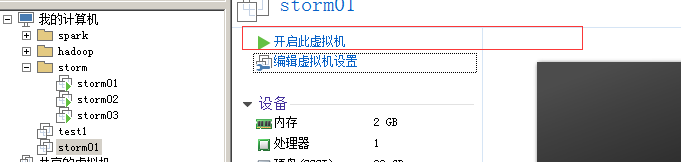 我的计算机
spark
hadoop
storm
storm01
storm02
storm03
test1
storm01
storm01
开启此虚拟机
编辑虚拟机设置
设备
内存 2 GB
处理器 1